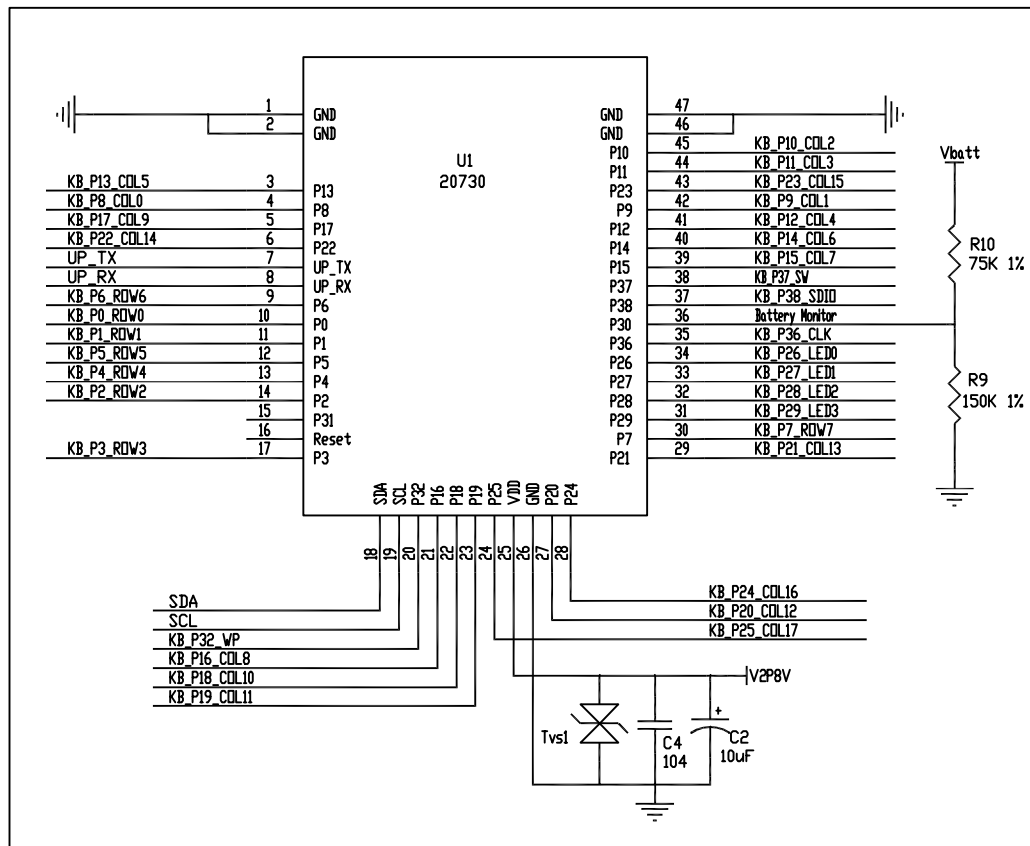 U1
20730
1 GND
2 GND
KB_P13_COL5 3 P13
KB_P8_COL0 4 P8
KB_P17_COL9 5 P17
KB_P22_COL14 6 P22
UP_TX 7 UP_TX
UP_RX 8 UP_RX
KB_P6_ROW6 9 P6
KB_P0_ROW0 10 P0
KB_P1_ROW1 11 P1
KB_P5_ROW5 12 P5
KB_P4_ROW4 13 P4
KB_P2_ROW2 14 P2
15 P31
16 Reset
KB_P3_ROW3 17 P3
GND 47
GND 46
P10 45 KB_P10_COL2
P11 44 KB_P11_COL3
P23 43 KB_P23_COL15
P9 42 KB_P9_COL1
P12 41 KB_P12_COL4
P14 40 KB_P14_COL6
P15 39 KB_P15_COL7
P37 38 KB_P37_SW
P38 37 KB_P38_SDIO
P30 36 Battery Monitor
P36 35 KB_P36_CLK
P26 34 KB_P26_LED0
P27 33 KB_P27_LED1
P28 32 KB_P28_LED2
P29 31 KB_P29_LED3
P7 30 KB_P7_ROW7
P21 29 KB_P21_COL13
Vbatt
R10
75K 1%
R9
150K 1%
SDA SCL P32 P16 P18 P19 P25 VDD GND P20 P24
18 19 20 21 22 23 24 25 26 27 28
SDA
SCL
KB_P32_WP
KB_P16_COL8
KB_P18_COL10
KB_P19_COL11
KB_P24_COL16
KB_P20_COL12
KB_P25_COL17
V2P8V
Tvs1
C4
104
+
C2
10uF